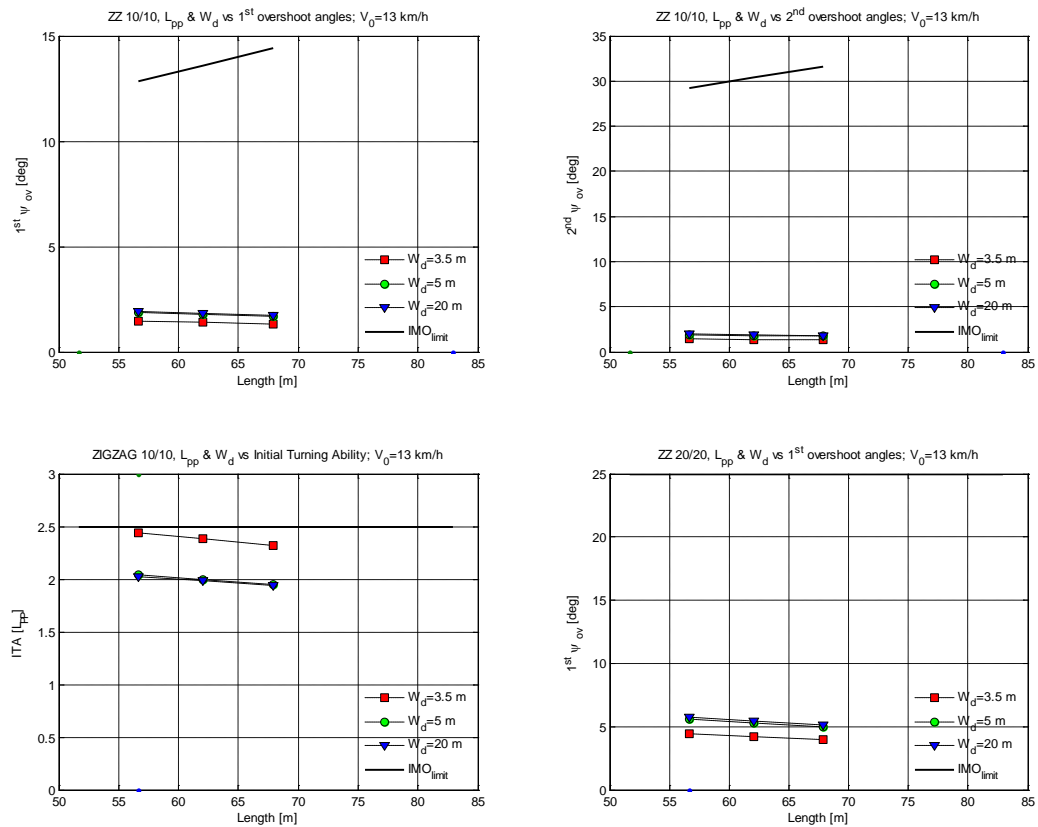 ZZ 10/10, L_pp & W_d vs 1^st overshoot angles; V_0=13 km/h
15
10
5
0
1^st ψ_ov [deg]
W_d=3.5 m
W_d=5 m
W_d=20 m
IMO_limit
50 55 60 65 70 75 80 85
Length [m]
ZZ 10/10, L_pp & W_d vs 2^nd overshoot angles; V_0=13 km/h
35
30
25
20
15
10
5
0
2^nd ψ_ov [deg]
W_d=3.5 m
W_d=5 m
W_d=20 m
IMO_limit
50 55 60 65 70 75 80 85
Length [m]
ZIGZAG 10/10, L_pp & W_d vs Initial Turning Ability; V_0=13 km/h
3
2.5
2
1.5
1
0.5
0
ITA [L_pp]
W_d=3.5 m
W_d=5 m
W_d=20 m
IMO_limit
50 55 60 65 70 75 80 85
Length [m]
ZZ 20/20, L_pp & W_d vs 1^st overshoot angles; V_0=13 km/h
25
20
15
10
5
0
1^st ψ_ov [deg]
W_d=3.5 m
W_d=5 m
W_d=20 m
IMO_limit
50 55 60 65 70 75 80 85
Length [m]